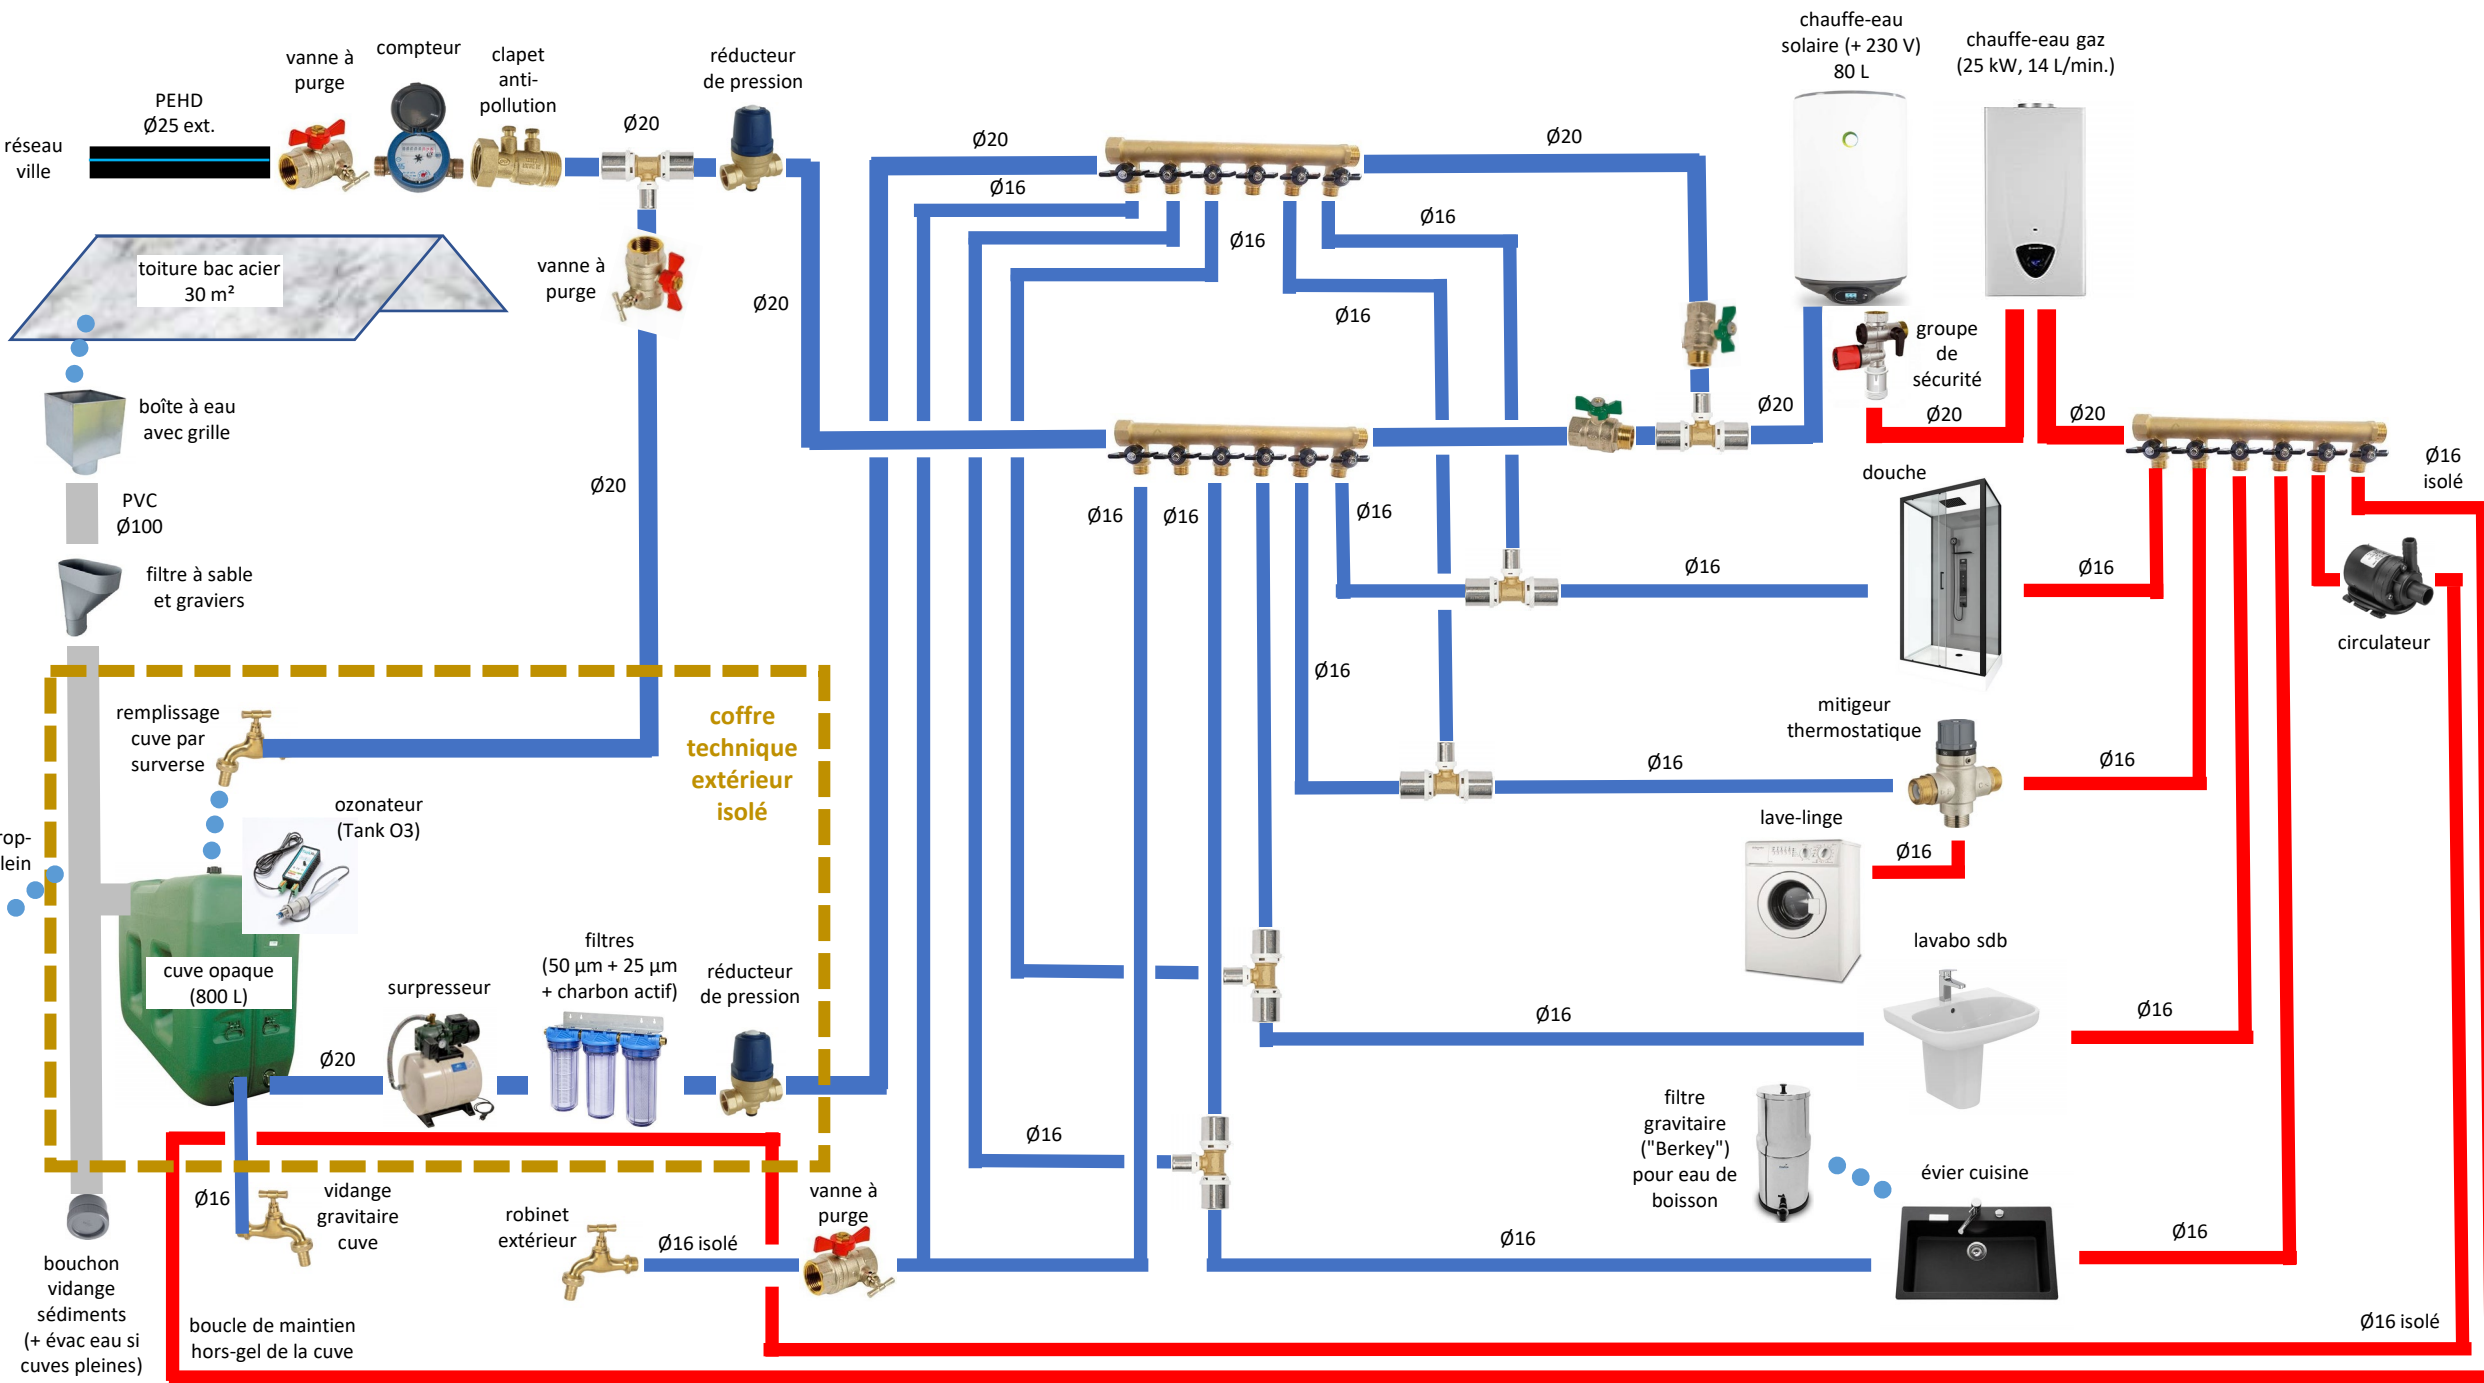 réseau
ville
PEHD
Ø25 ext.
vanne à
purge
compteur
clapet
anti-
pollution
Ø20
réducteur
de pression
Ø20
Ø16
Ø16
Ø16
Ø16
Ø20
chauffe-eau
solaire (+ 230 V)
80 L
chauffe-eau gaz
(25 kW, 14 L/min.)
toiture bac acier
30 m²
vanne à
purge
Ø20
groupe
de
sécurité
boîte à eau
avec grille
Ø20
Ø20
Ø20
Ø16
isolé
PVC
Ø100
Ø20
Ø16
Ø16
Ø16
douche
filtre à sable
et graviers
Ø16
Ø16
circulateur
Ø16
remplissage
cuve par
surverse
coffre
technique
extérieur
isolé
mitigeur
thermostatique
Ø16
Ø16
ozonateur
(Tank O3)
rop-
lein
lave-linge
Ø16
cuve opaque
(800 L)
surpresseur
filtres
(50 µm + 25 µm
+ charbon actif)
réducteur
de pression
lavabo sdb
Ø16
Ø16
Ø20
filtre
gravitaire
("Berkey")
pour eau de
boisson
Ø16
évier cuisine
Ø16
vidange
gravitaire
cuve
robinet
extérieur
Ø16 isolé
vanne à
purge
Ø16
Ø16
bouchon
vidange
sédiments
(+ évac eau si
cuves pleines)
boucle de maintien
hors-gel de la cuve
Ø16 isolé